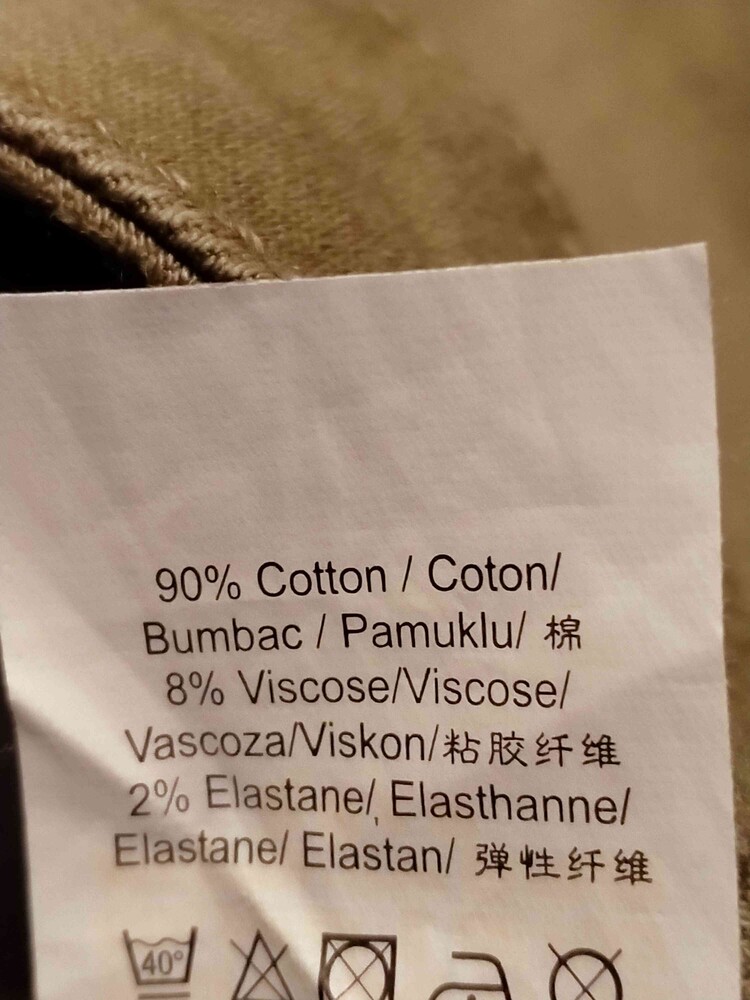 90% Cotton / Coton/
Bumbac / Pamuklu/ 棉
8% Viscose/Viscose/
Vascoza/Viskon/粘胶纤维
2% Elastane/, Elasthanne/
Elastane/ Elastan/ 弹性纤维
40°